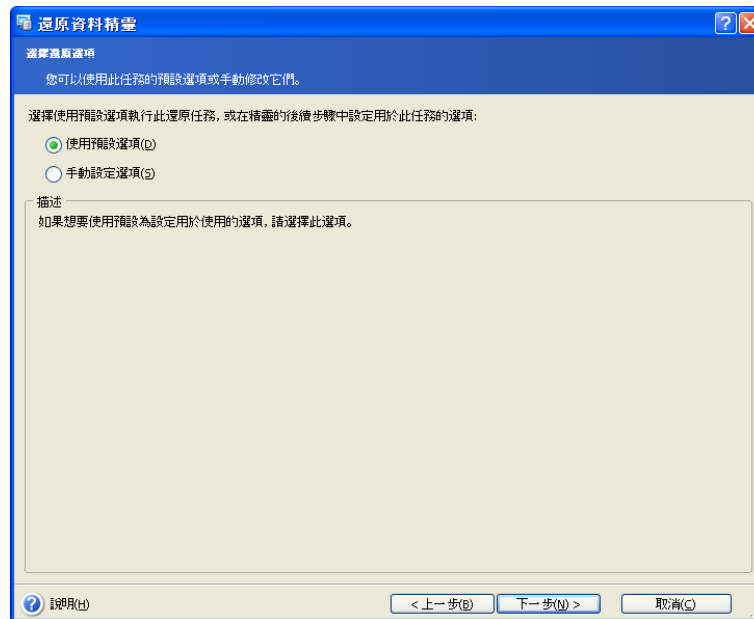 還原資料精靈
選擇還原選項
您可以使用此任務的預設選項或手動修改它們。
選擇使用預設選項執行此還原任務，或在精靈的後續步驟中設定用於此任務的選項:
使用預設選項(D)
手動設定選項(S)
描述
如果想要使用預設為設定用於使用的選項，請選擇此選項。
說明(H)
< 上一步(B)
下一步(N) >
取消(C)